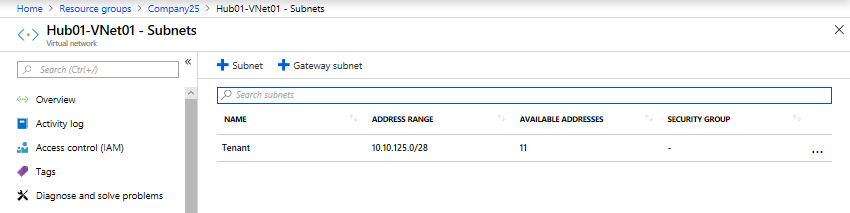 Home > Resource groups > Company25 > Hub01-VNet01 - Subnets
Hub01-VNet01 - Subnets
Virtual network
Search (Ctrl+/)
Overview
Activity log
Access control (IAM)
Tags
Diagnose and solve problems
+ Subnet + Gateway subnet
Search subnets
NAME ADDRESS RANGE AVAILABLE ADDRESSES SECURITY GROUP
Tenant 10.10.125.0/28 11 - ...